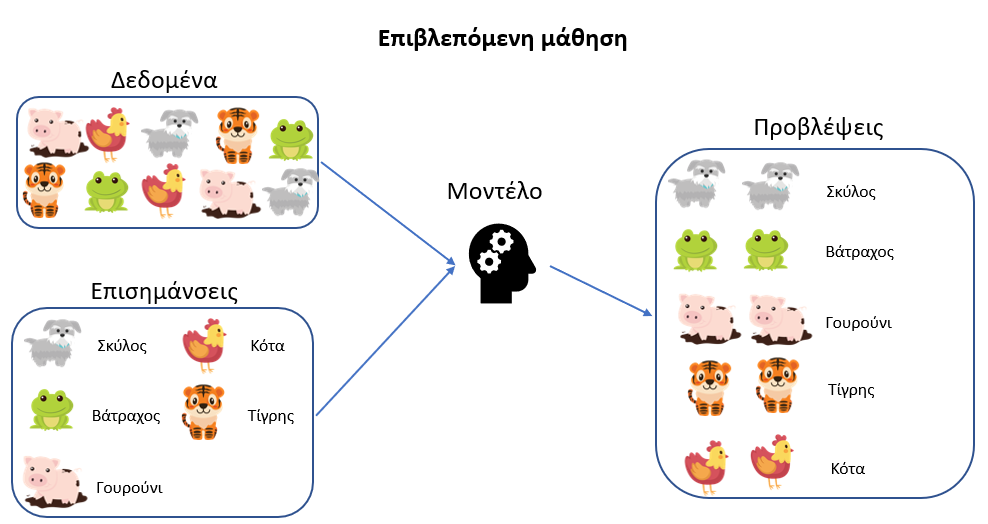 Επιβλεπόμενη μάθηση
Δεδομένα
Επισημάνσεις
Σκύλος
Κότα
Βάτραχος
Τίγρης
Γουρούνι
Μοντέλο
Προβλέψεις
Σκύλος
Βάτραχος
Γουρούνι
Τίγρης
Κότα